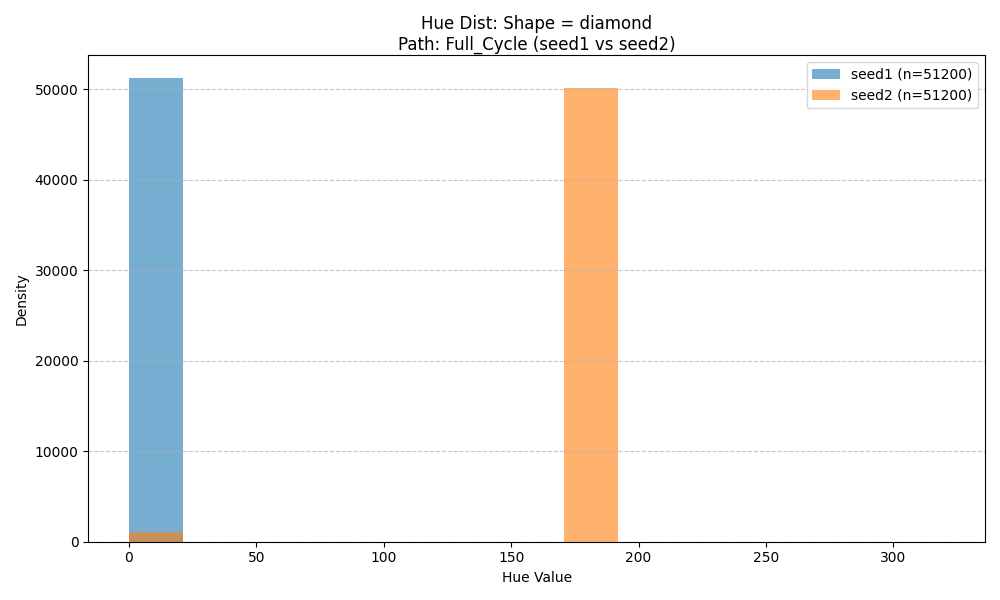 Hue Dist: Shape = diamond
Path: Full_Cycle (seed1 vs seed2)
seed1 (n=51200)
seed2 (n=51200)
Density
50000
40000
30000
20000
10000
0
0 50 100 150 200 250 300
Hue Value